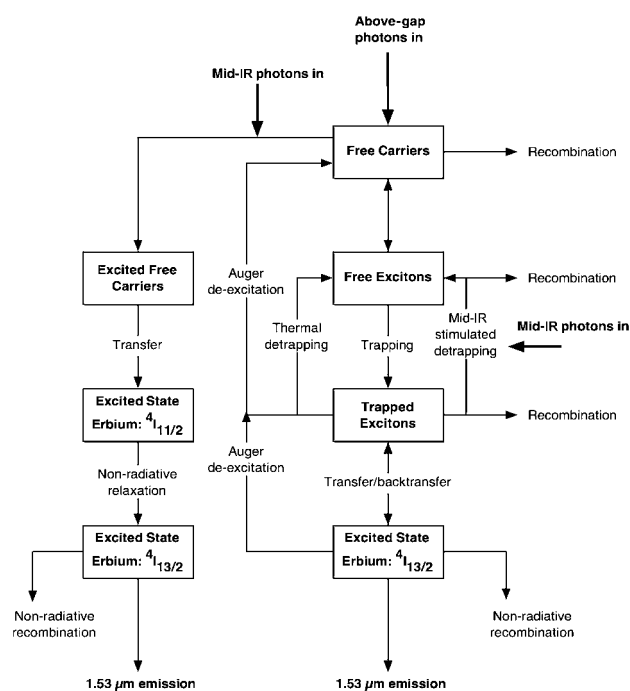 Above-gap
photons in
Mid-IR photons in
Free Carriers
Recombination
Excited Free
Carriers
Auger
de-excitation
Free Excitons
Recombination
Thermal
detrapping
Trapping
Mid-IR
stimulated
detrapping
Mid-IR photons in
Transfer
Excited State
Erbium: ⁴I₁₁/₂
Trapped
Excitons
Recombination
Auger
de-excitation
Non-radiative
relaxation
Transfer/backtransfer
Excited State
Erbium: ⁴I₁₃/₂
Excited State
Erbium: ⁴I₁₃/₂
Non-radiative
recombination
Non-radiative
recombination
1.53 µm emission
1.53 µm emission